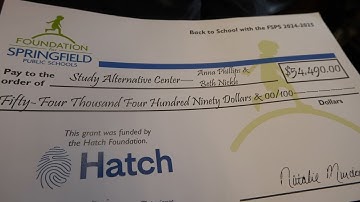 Back to School with the FSPS 2024-2025
FOUNDATION
for
SPRINGFIELD
PUBLIC SCHOOLS
Pay to the order of
Study Alternative Center—
Anna Phillips &
Beth Nickle
$54,490.00
Fifty-Four Thousand Four Hundred Ninety Dollars & 00/100
Dollars
This grant was funded by
the Hatch Foundation.
Hatch
Natalie